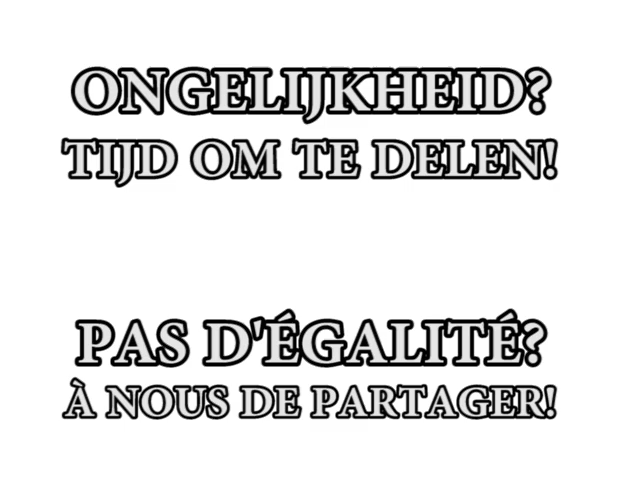 ONGELIJKHEID?
TIJD OM TE DELEN!
PAS D'ÉGALITÉ?
À NOUS DE PARTAGER!